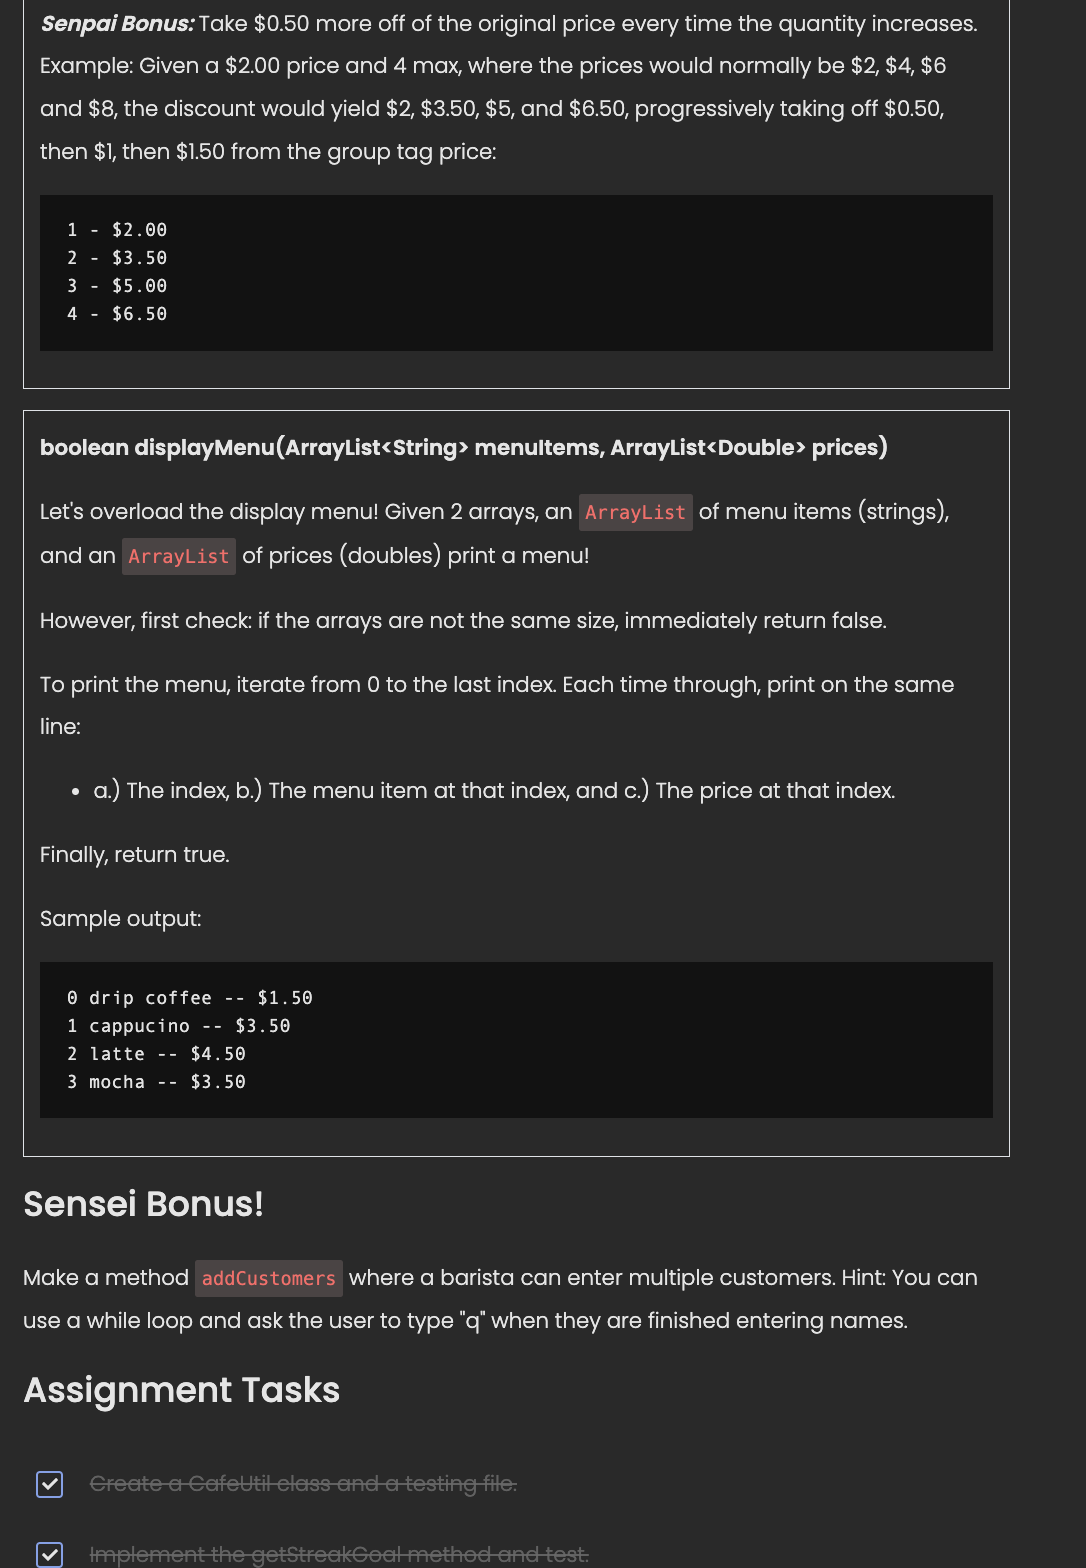 Senpai Bonus: Take $0.50 more off of the original price every time the quantity increases.
Example: Given a $2.00 price and 4 max, where the prices would normally be $2, $4, $6
and $8, the discount would yield $2, $3.50, $5, and $6.50, progressively taking off $0.50,
then $1, then $1.50 from the group tag price:
1 - $2.00
2 - $3.50
3 - $5.00
4 - $6.50
boolean displayMenu(ArrayList<String> menuItems, ArrayList<Double> prices)
Let's overload the display menu! Given 2 arrays, an ArrayList of menu items (strings),
and an ArrayList of prices (doubles) print a menu!
However, first check: if the arrays are not the same size, immediately return false.
To print the menu, iterate from 0 to the last index. Each time through, print on the same
line:
• a.) The index, b.) The menu item at that index, and c.) The price at that index.
Finally, return true.
Sample output:
0 drip coffee -- $1.50
1 cappucino -- $3.50
2 latte -- $4.50
3 mocha -- $3.50
Sensei Bonus!
Make a method addCustomers where a barista can enter multiple customers. Hint: You can
use a while loop and ask the user to type "q" when they are finished entering names.
Assignment Tasks
Create a CafeUtil class and a testing file.
Implement the getStreakGoal method and test.